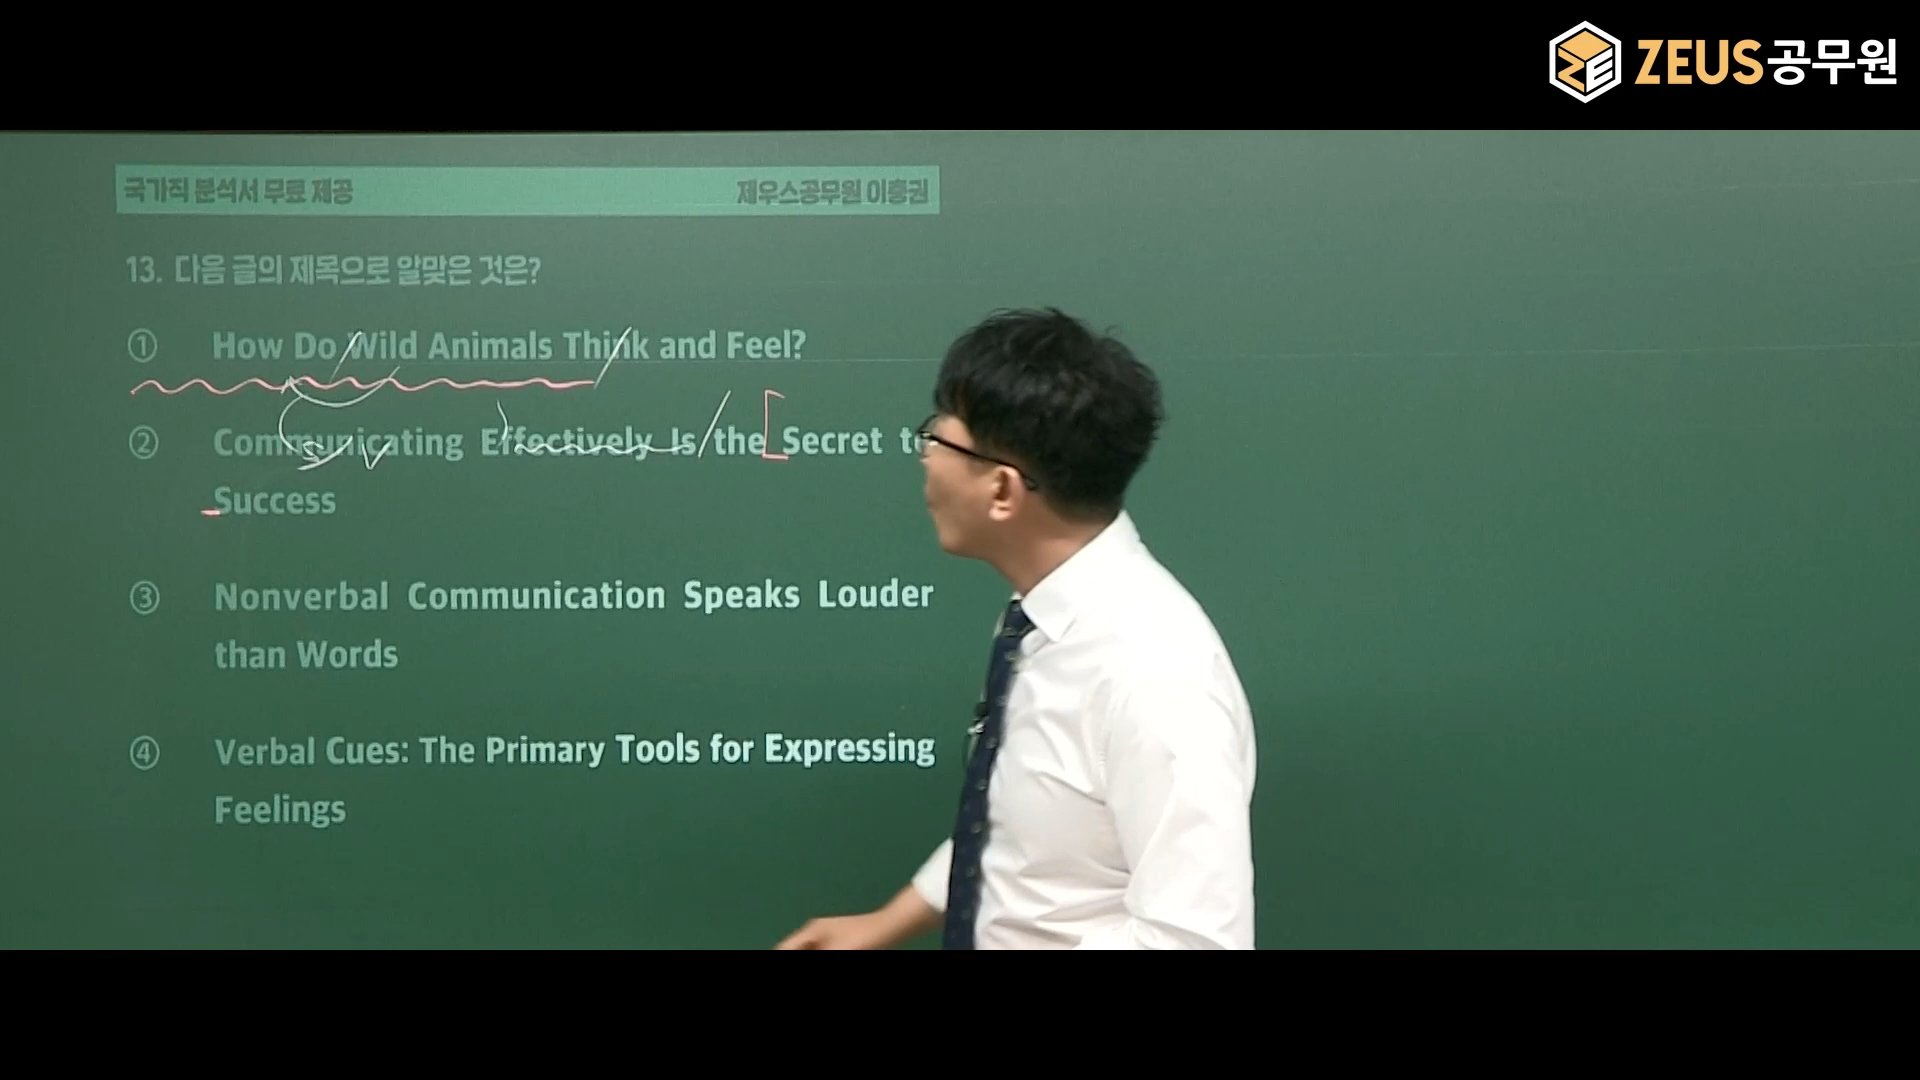 ZEUS공무원
국가직 분석서 무료 제공 제우스공무원 이흥권
13. 다음 글의 제목으로 알맞은 것은?
① How Do Wild Animals Think and Feel?
② Communicating Effectively Is the Secret
Success
③ Nonverbal Communication Speaks Louder
than Words
④ Verbal Cues: The Primary Tools for Expressing
Feelings
S V